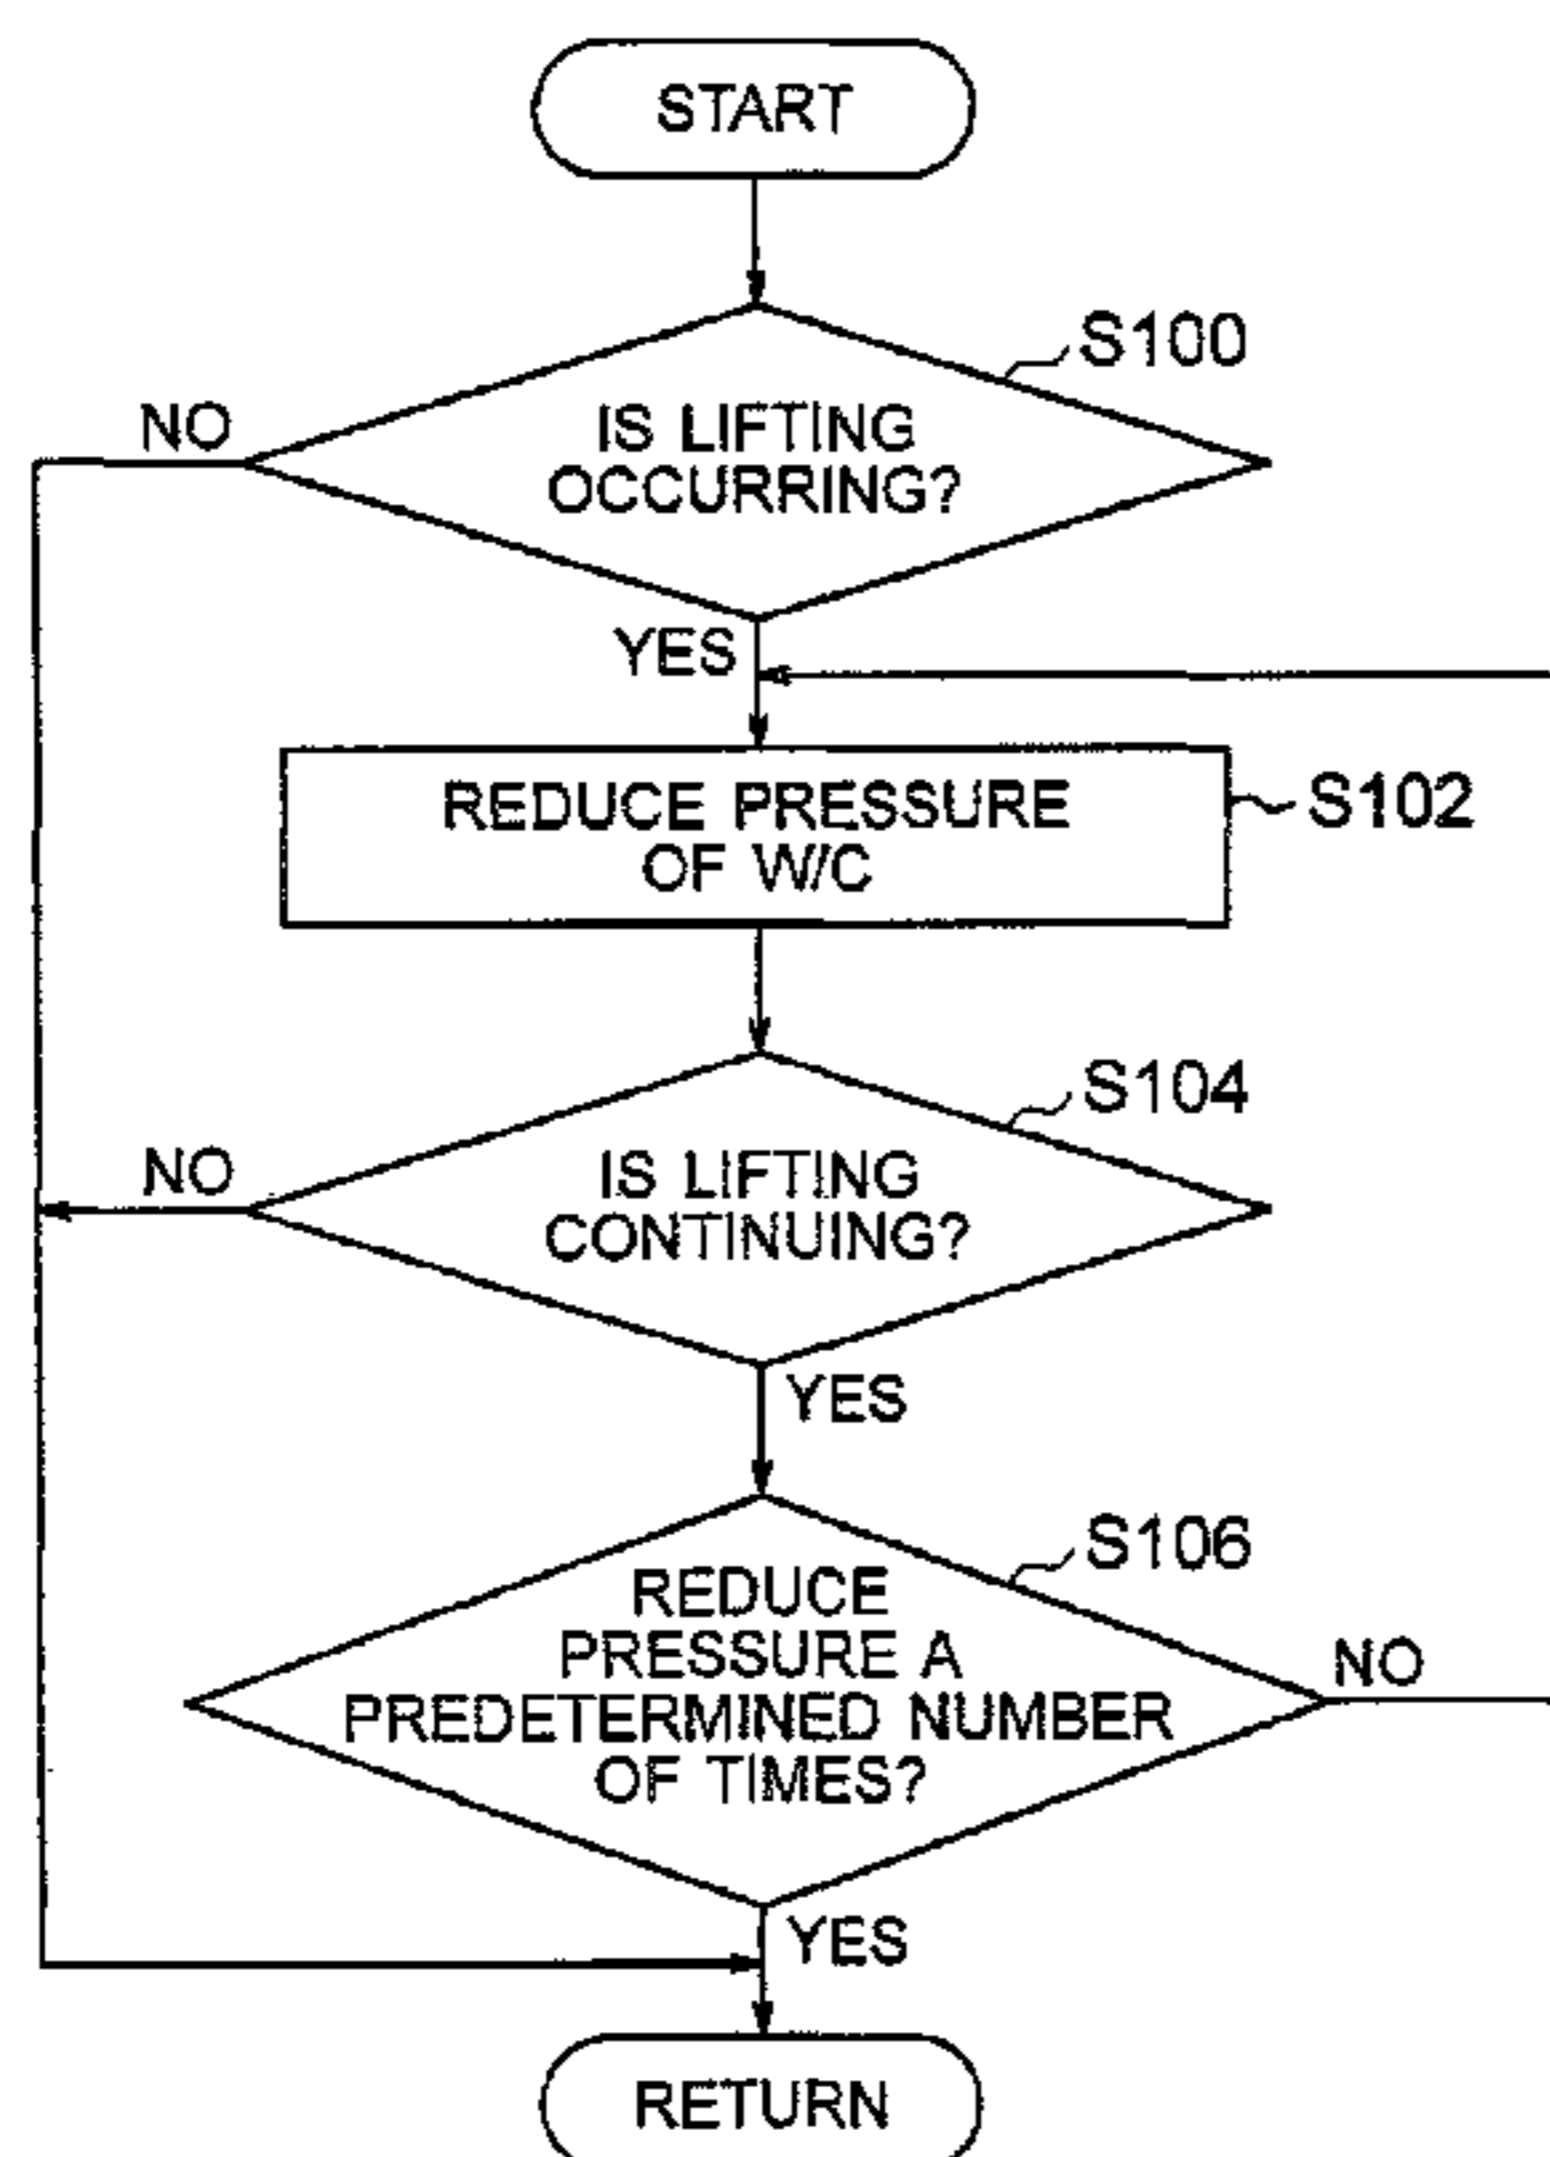 START
S100
NO
IS LIFTING
OCCURRING?
YES
REDUCE PRESSURE
OF W/C
S102
S104
NO
IS LIFTING
CONTINUING?
YES
S106
REDUCE
PRESSURE A
PREDETERMINED NUMBER
OF TIMES?
NO
YES
RETURN